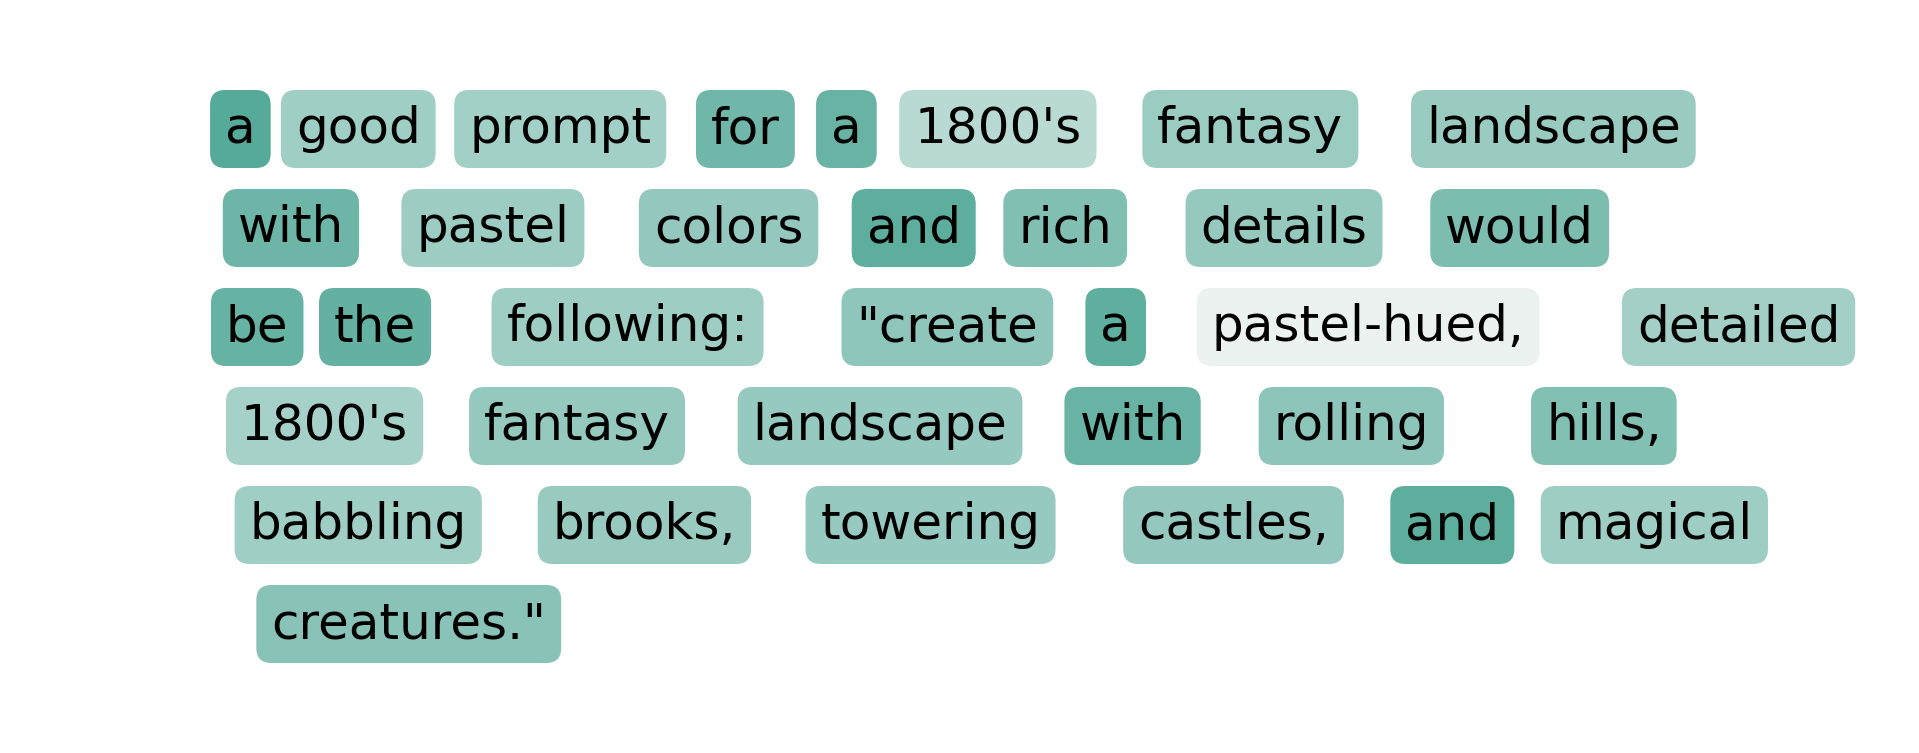 a good prompt for a 1800's fantasy landscape
with pastel colors and rich details would
be the following: "create a pastel-hued, detailed
1800's fantasy landscape with rolling hills,
babbling brooks, towering castles, and magical
creatures."